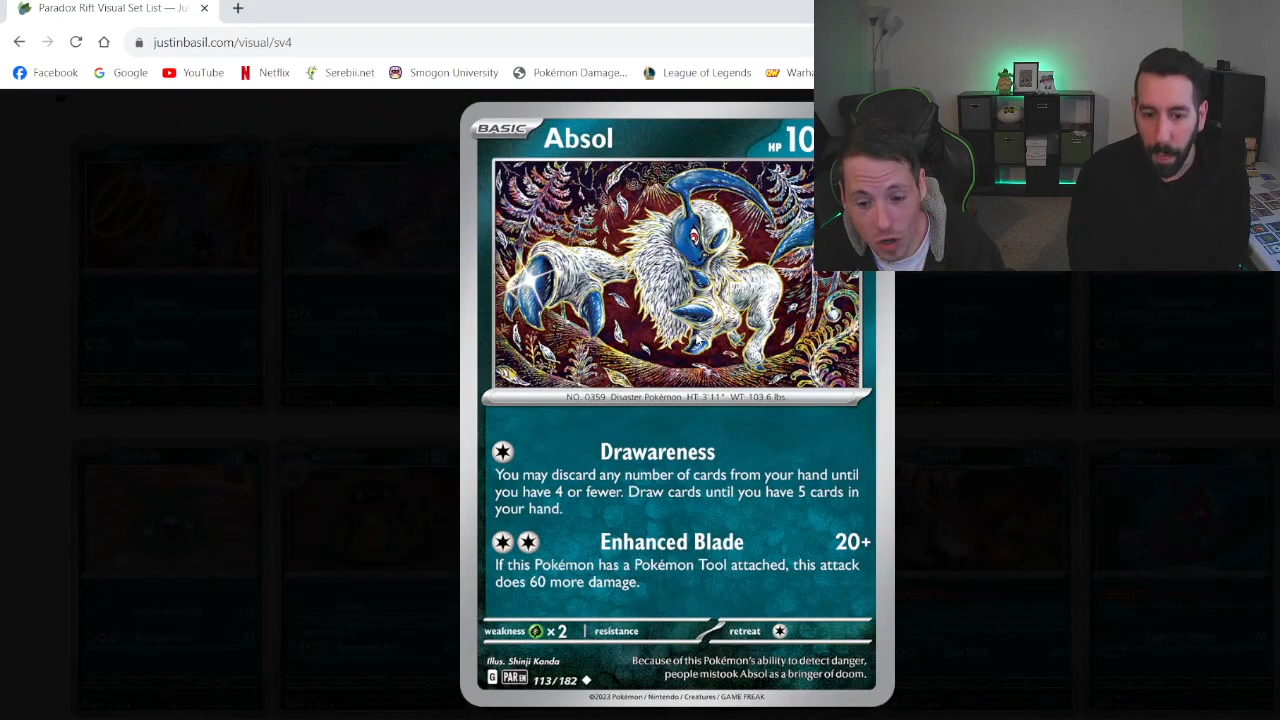 Paradox Rift Visual Set List — Ju
justinbasil.com/visual/sv4
Facebook Google YouTube Netflix Serebii.net Smogon University Pokémon Damage... League of Legends Warha
BASIC Absol HP 10
NO. 0359 Disaster Pokémon HT: 3'11" WT: 103.6 lbs.
Drawareness
You may discard any number of cards from your hand until
you have 4 or fewer. Draw cards until you have 5 cards in
your hand.
Enhanced Blade 20+
If this Pokémon has a Pokémon Tool attached, this attack
does 60 more damage.
weakness ×2 resistance retreat
Illus. Shinji Kanda
Because of this Pokémon's ability to detect danger,
people mistook Absol as a bringer of doom.
G PAR EN 113/182
©2023 Pokémon / Nintendo / Creatures / GAME FREAK